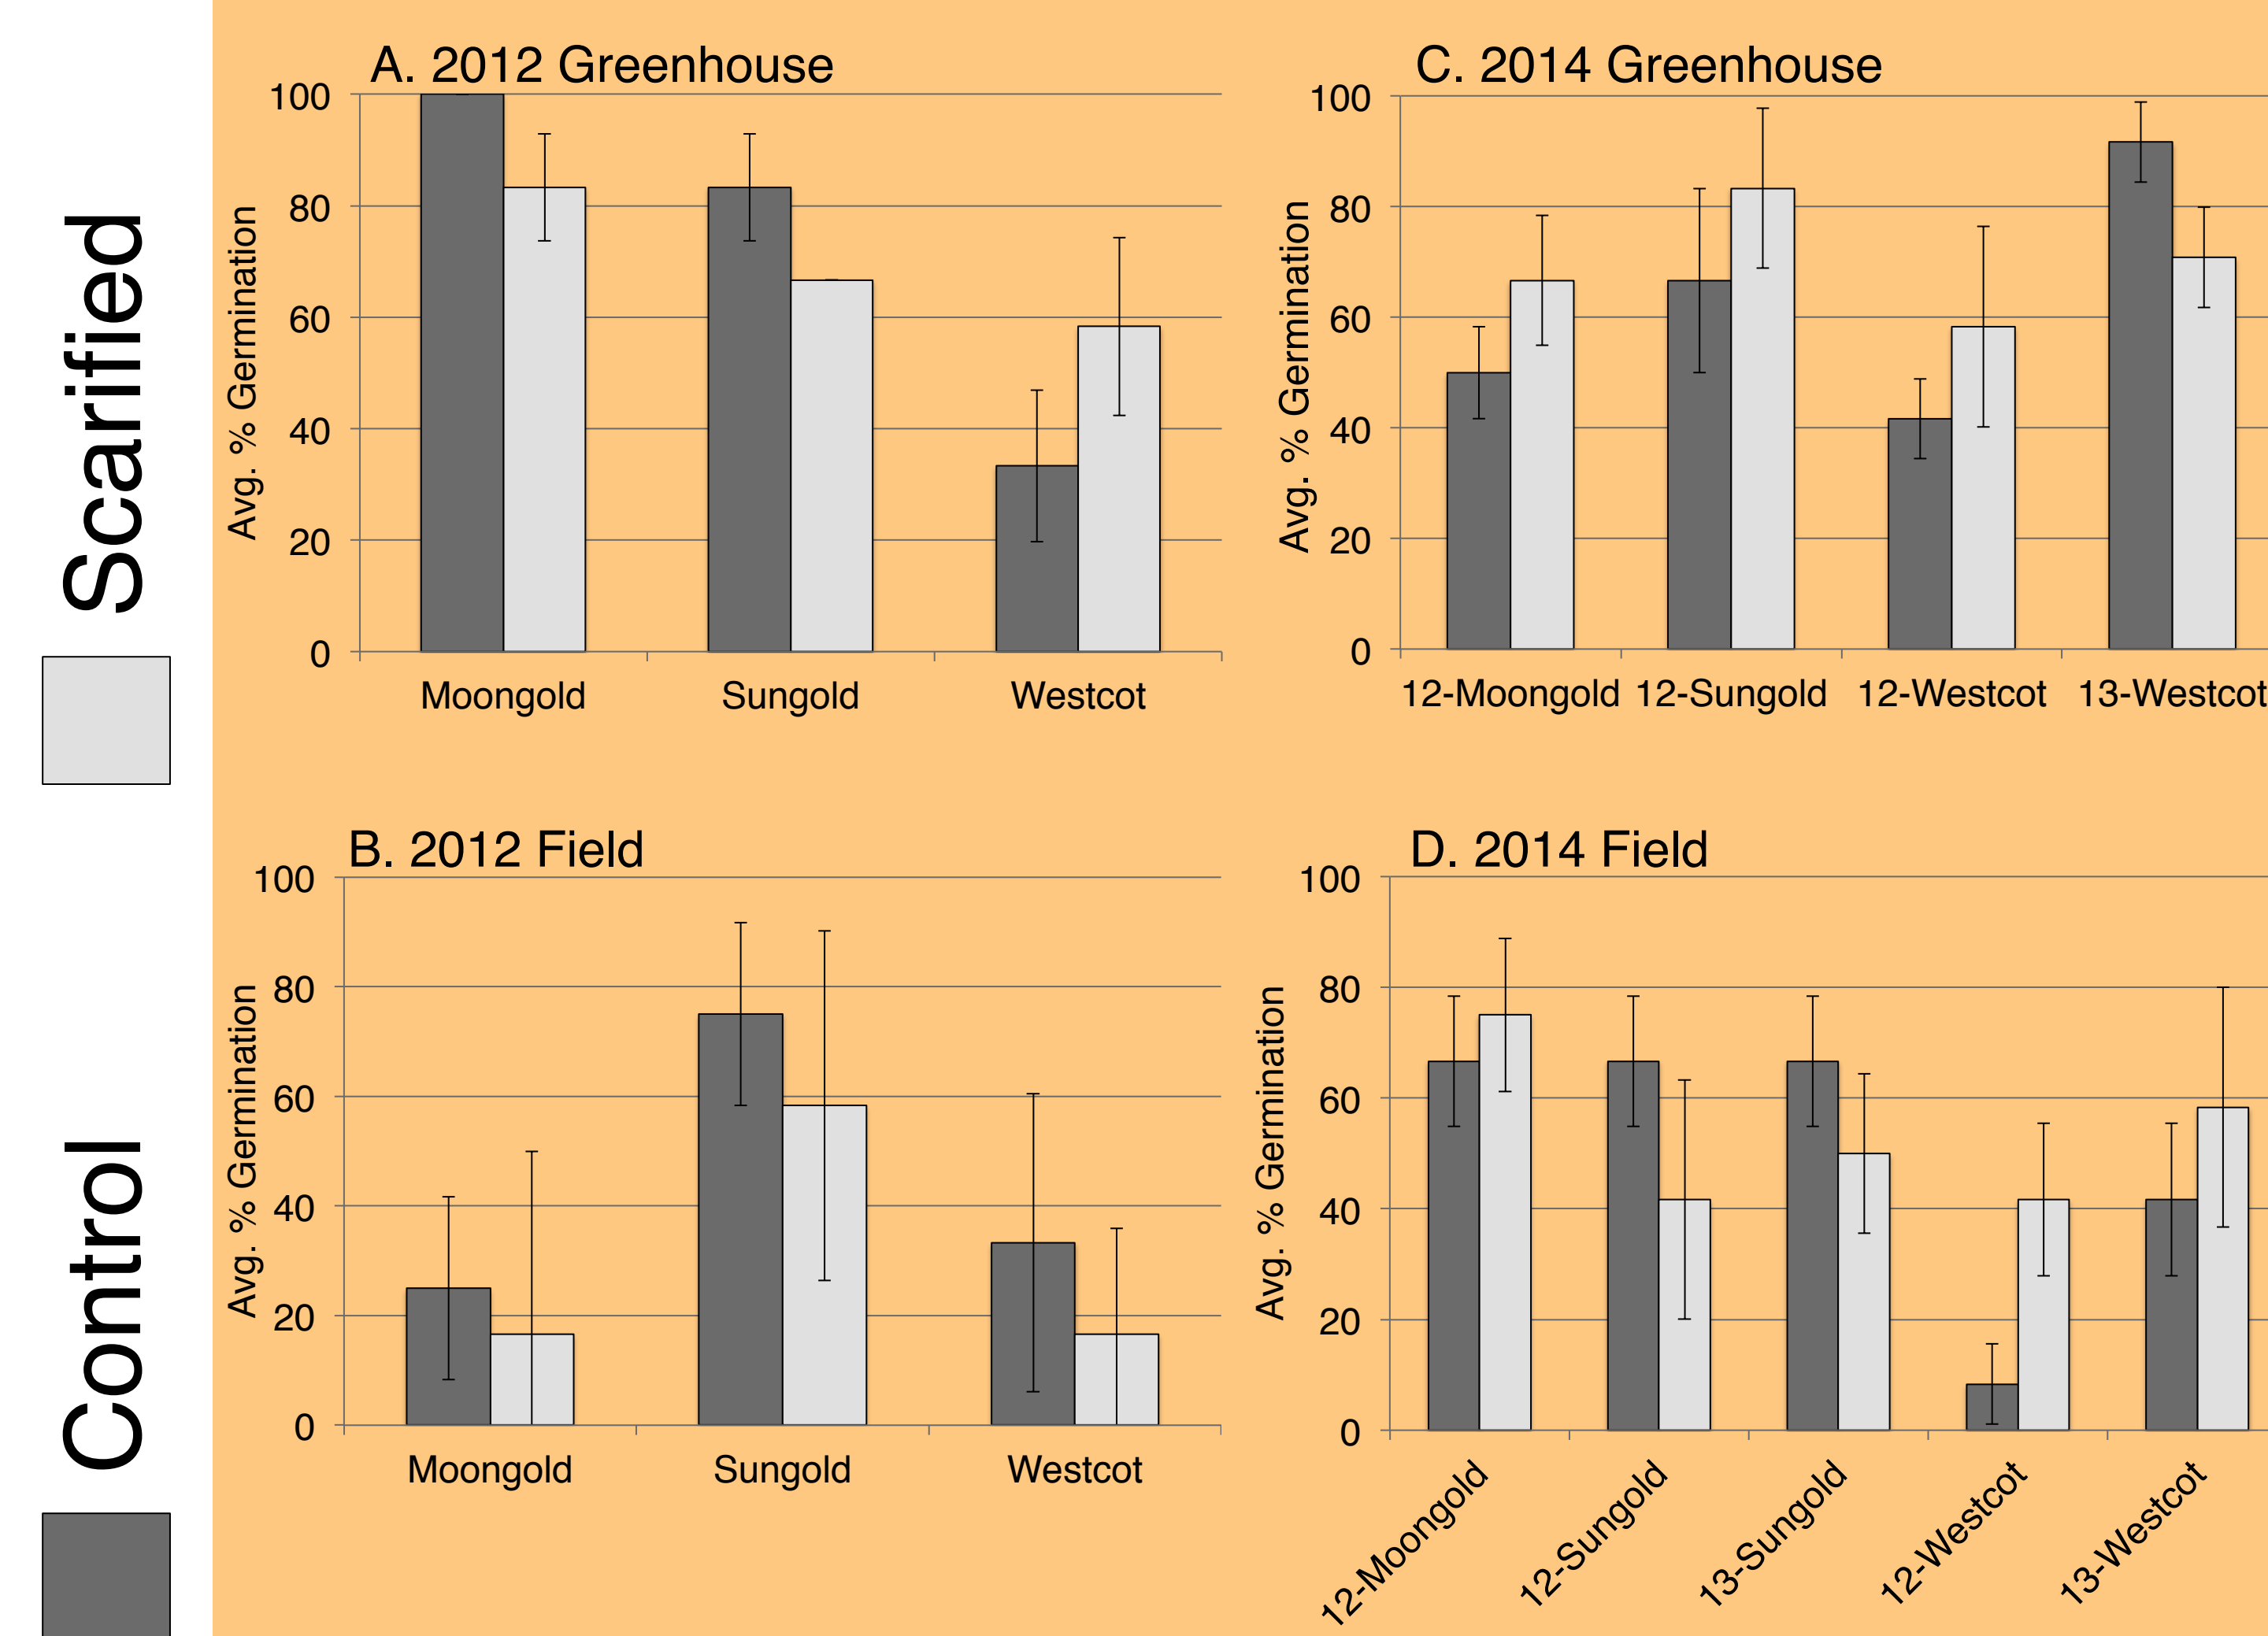 Scarified
Control
A. 2012 Greenhouse
Avg. % Germination
100
80
60
40
20
0
Moongold Sungold Westcot
C. 2014 Greenhouse
Avg. % Germination
100
80
60
40
20
0
12-Moongold 12-Sungold 12-Westcot 13-Westcot
B. 2012 Field
Avg. % Germination
100
80
60
40
20
0
Moongold Sungold Westcot
D. 2014 Field
Avg. % Germination
100
80
60
40
20
0
12-Moongold
12-Sungold
13-Sungold
12-Westcot
13-Westcot